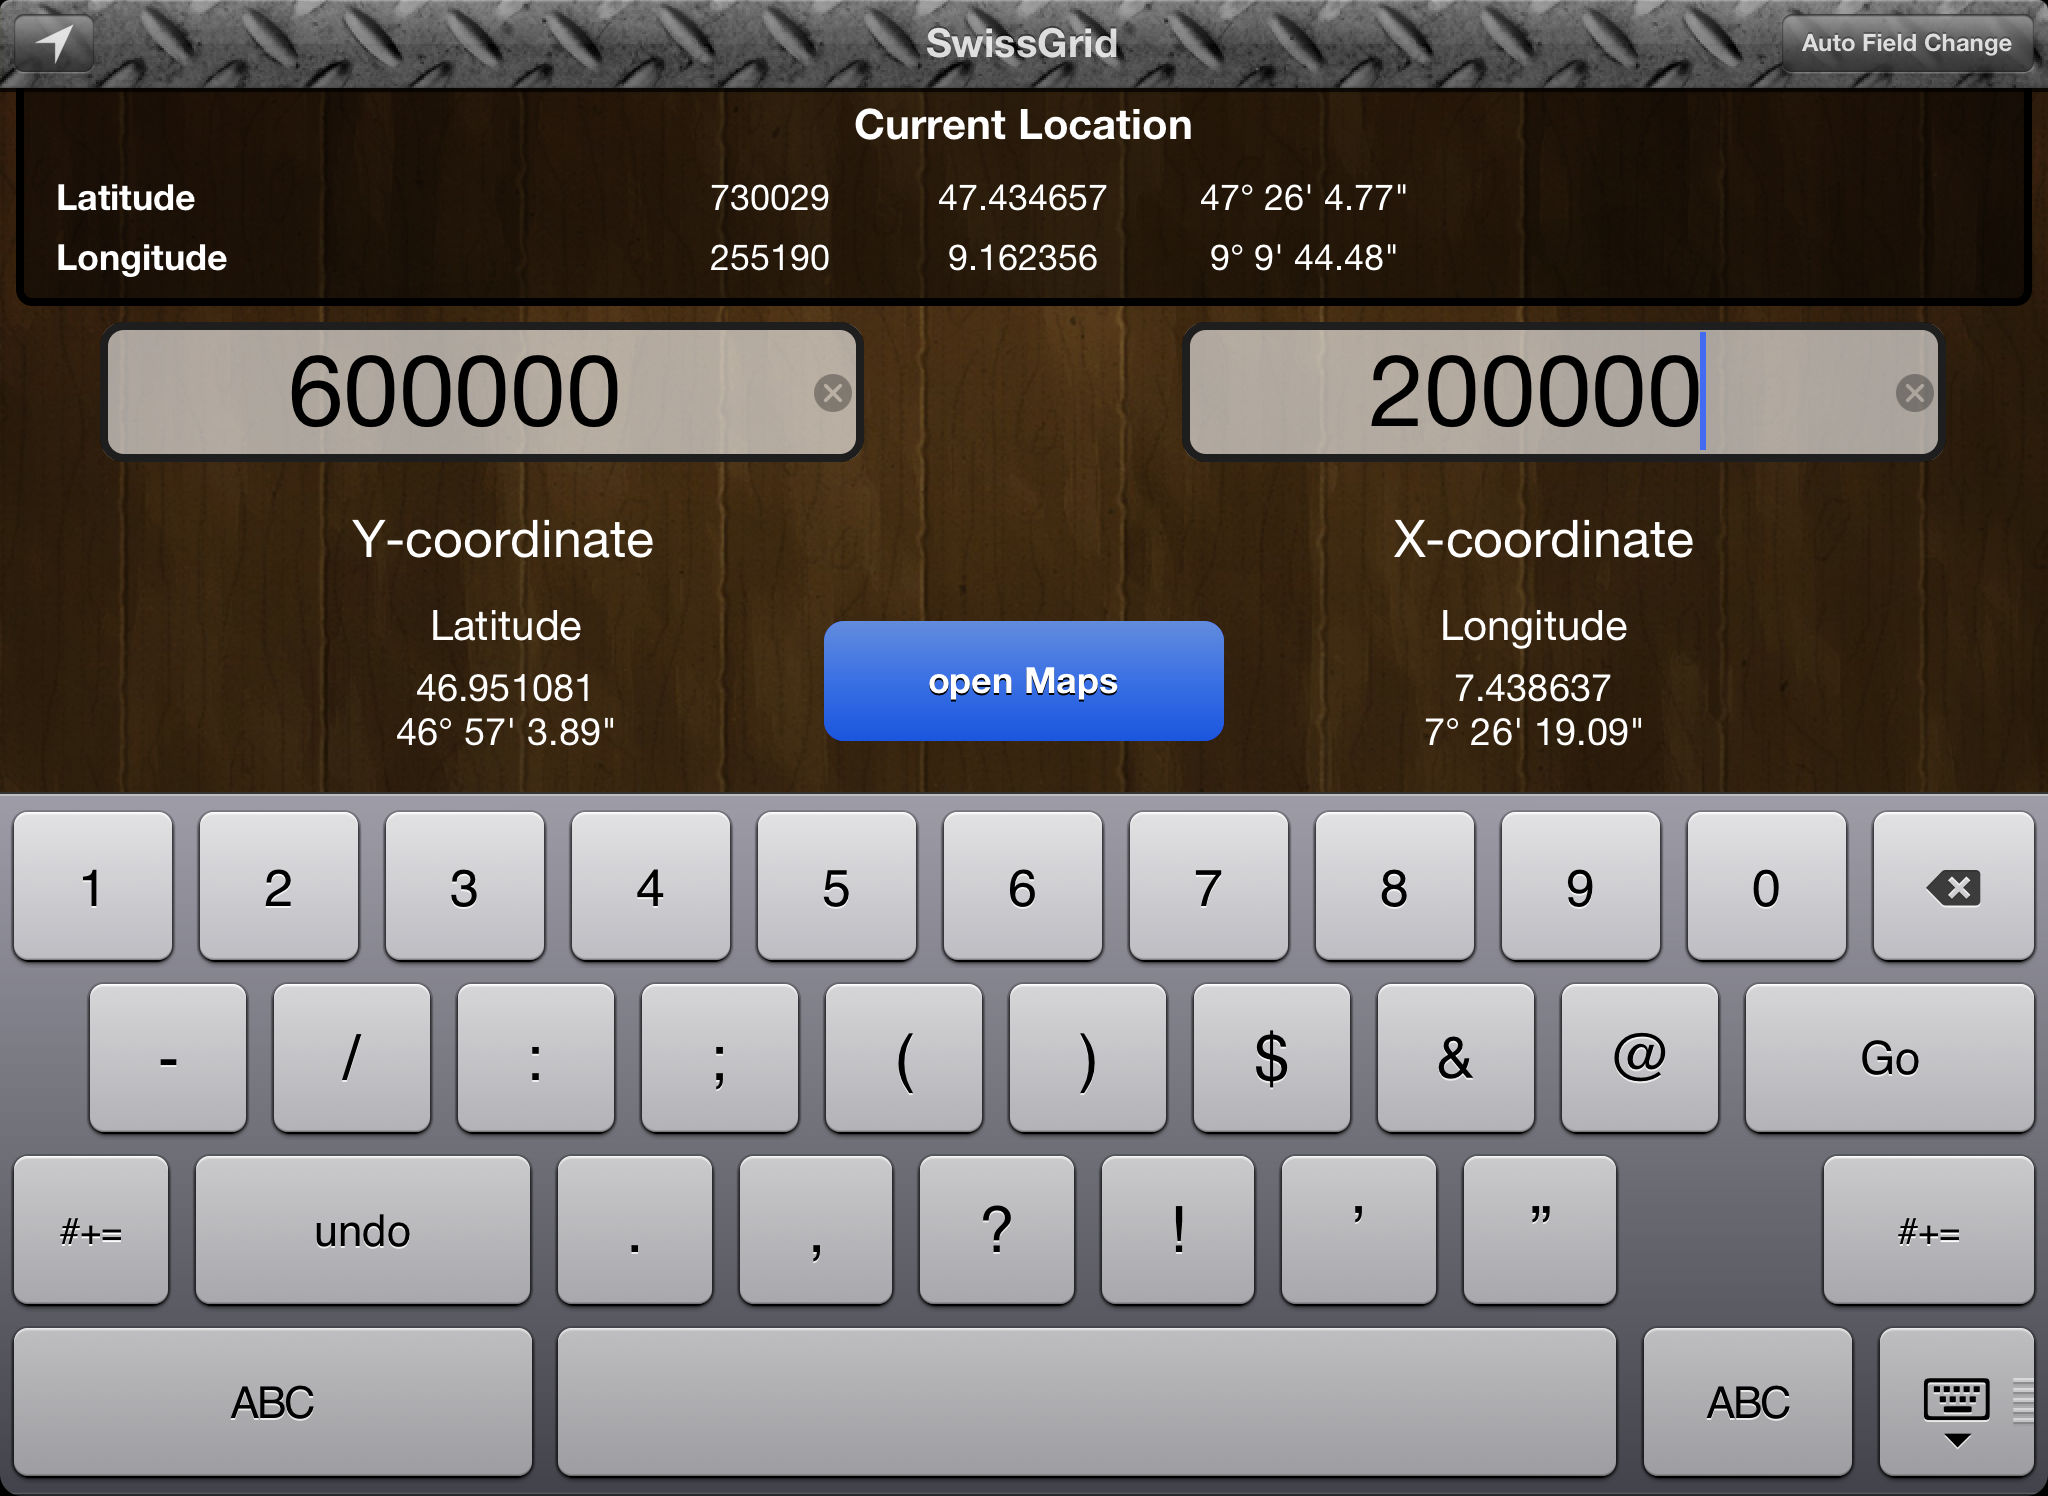 SwissGrid
Auto Field Change
Current Location
Latitude 730029 47.434657 47° 26' 4.77"
Longitude 255190 9.162356 9° 9' 44.48"
600000 200000
Y-coordinate X-coordinate
Latitude Longitude
46.951081 7.438637
46° 57' 3.89" 7° 26' 19.09"
open Maps
1 2 3 4 5 6 7 8 9 0
- / : ; ( ) $ & @ Go
#+= undo . , ? ! ’ ” #+=
ABC ABC